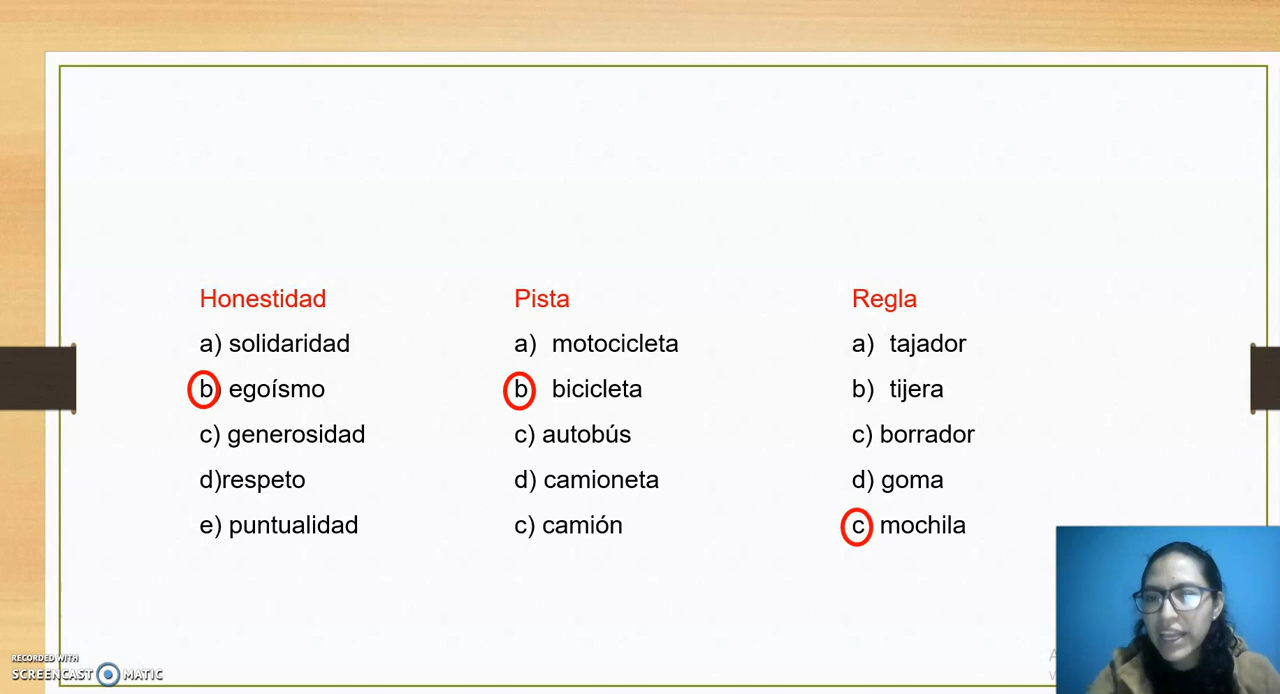 Honestidad
a) solidaridad
b) egoísmo
c) generosidad
d)respeto
e) puntualidad
Pista
a) motocicleta
b bicicleta
c) autobús
d) camioneta
c) camión
Regla
a) tajador
b) tijera
c) borrador
d) goma
c mochila
RECORDED WITH
SCREENCAST MATIC